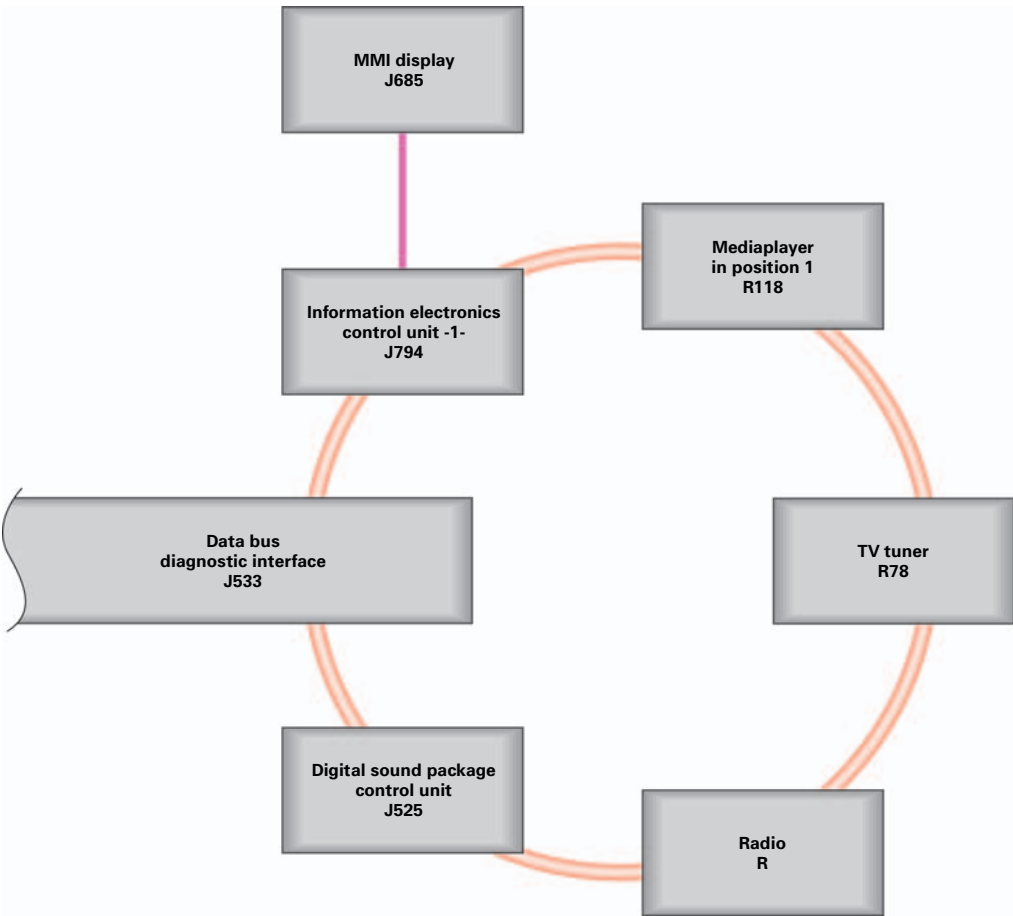 MMI display
J685
Mediaplayer
in position 1
R118
Information electronics
control unit -1-
J794
Data bus
diagnostic interface
J533
TV tuner
R78
Digital sound package
control unit
J525
Radio
R